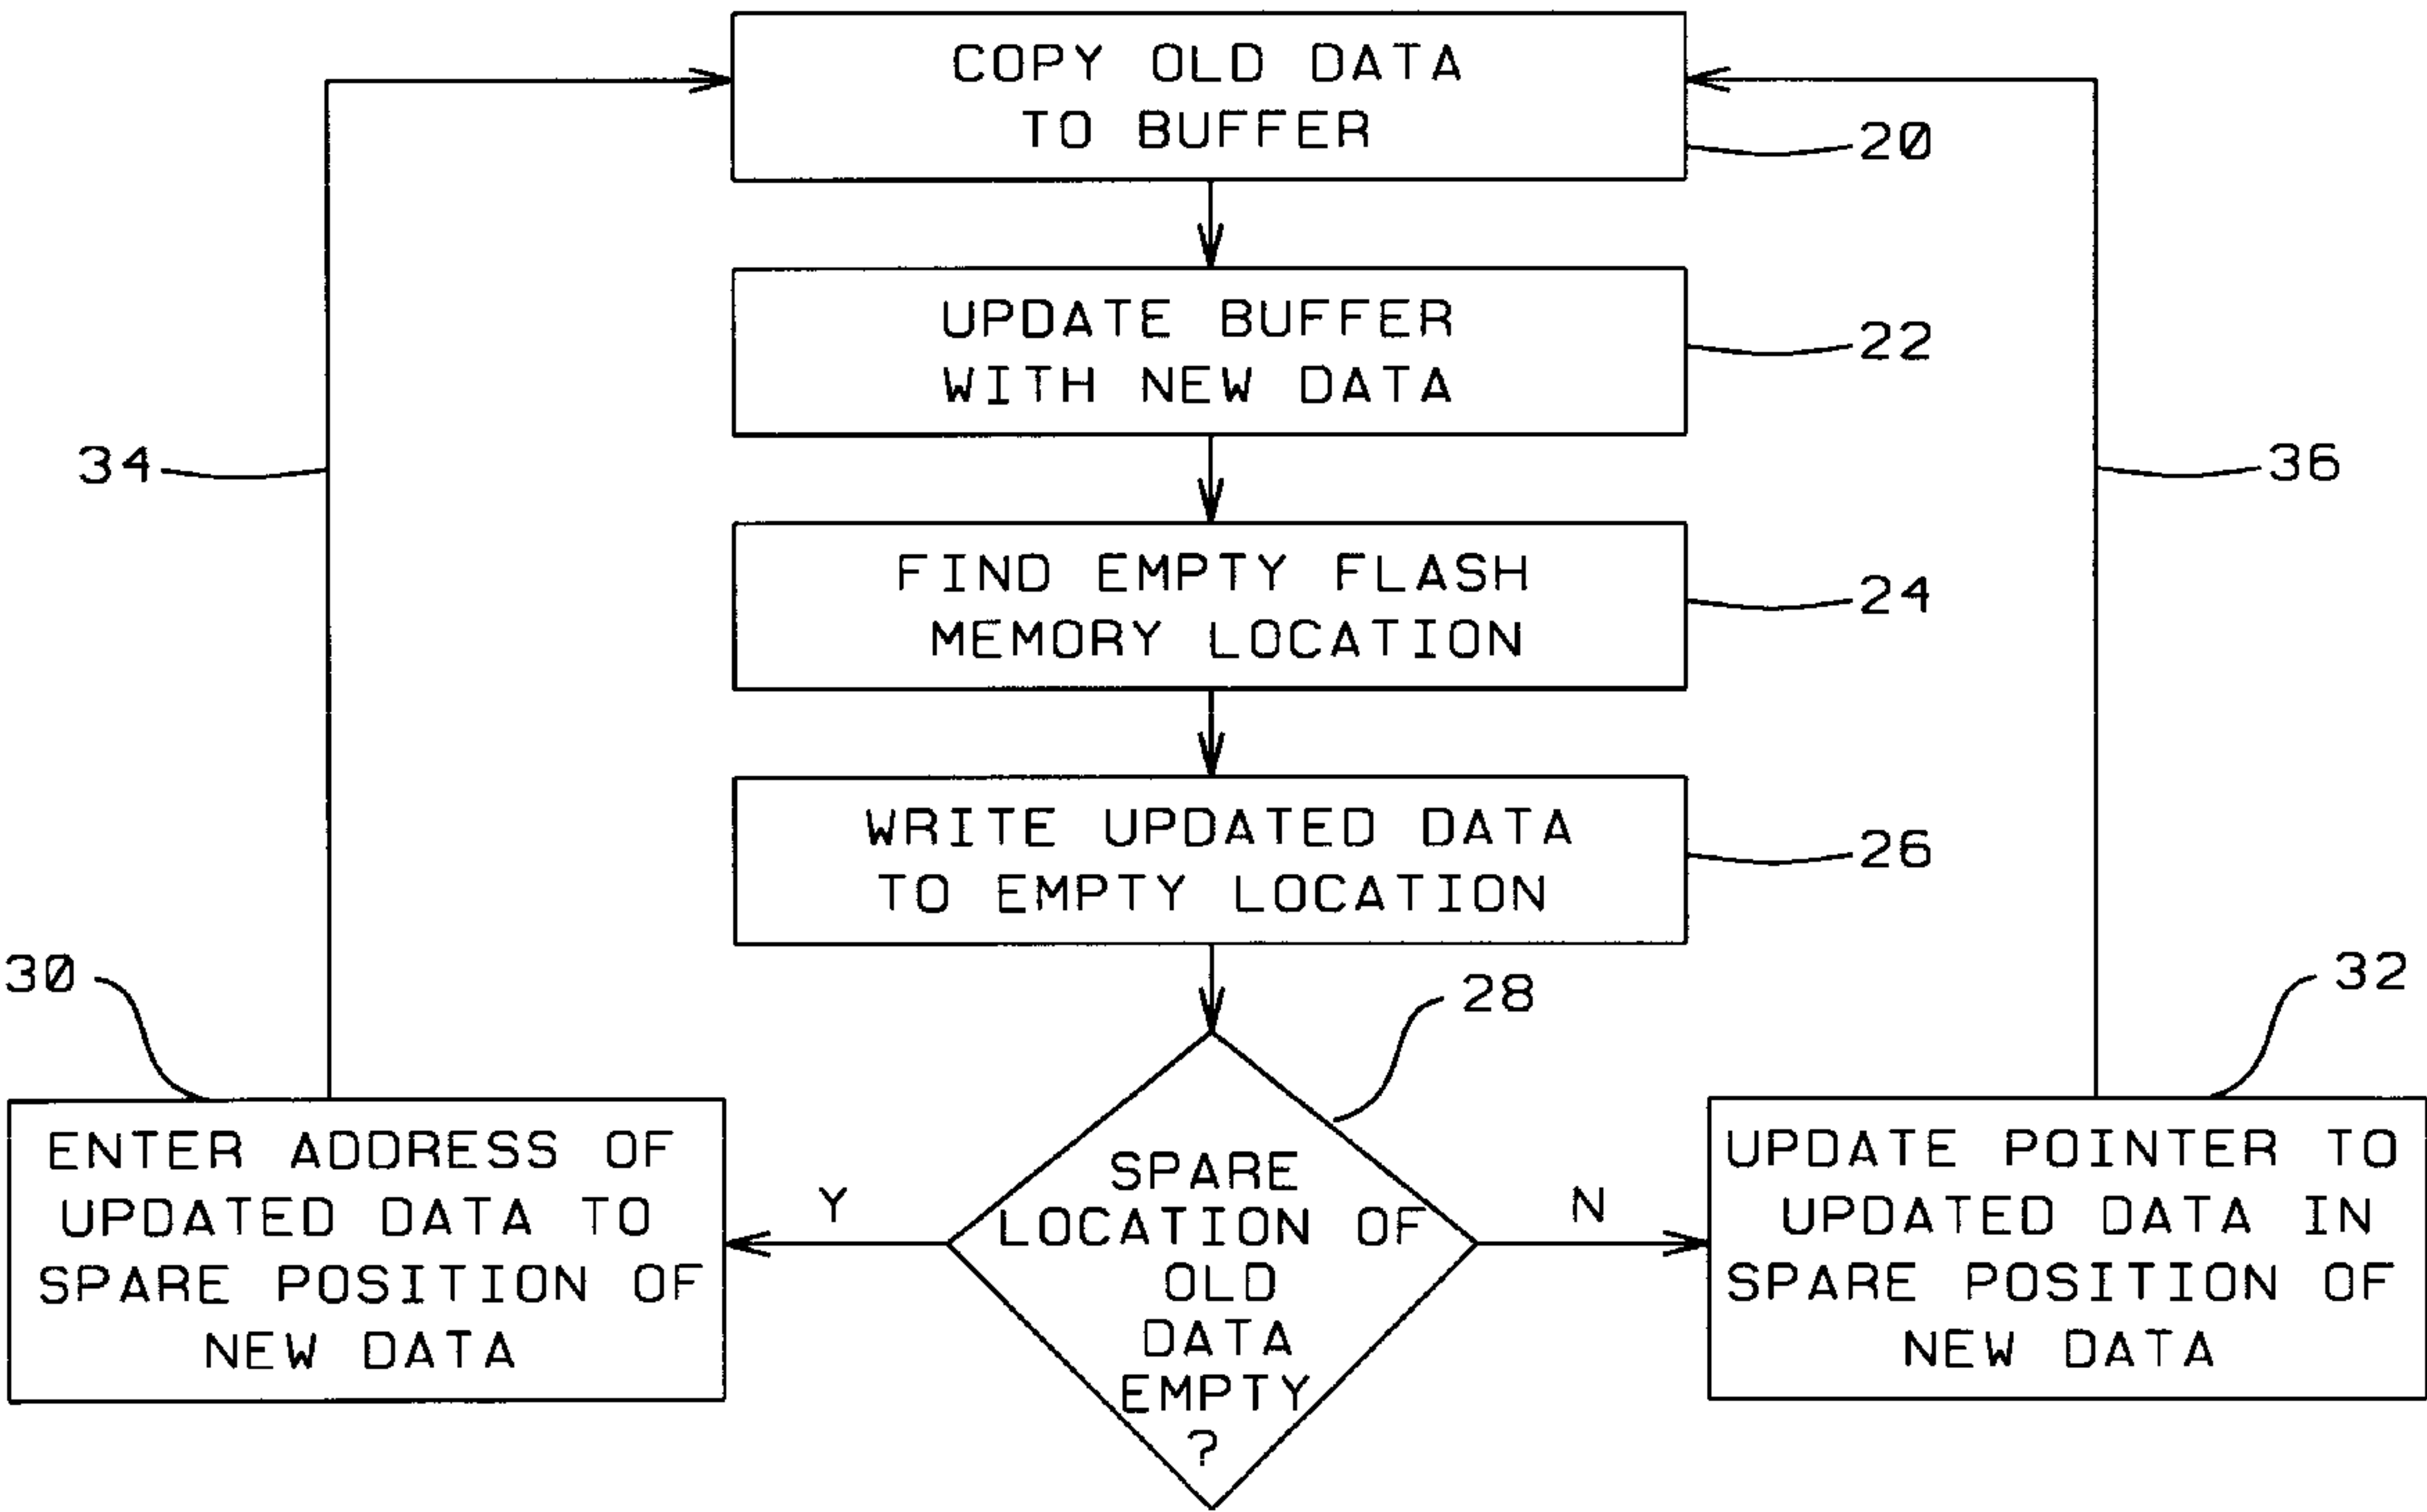 COPY OLD DATA
TO BUFFER
20
UPDATE BUFFER
WITH NEW DATA
22
34
36
FIND EMPTY FLASH
MEMORY LOCATION
24
WRITE UPDATED DATA
TO EMPTY LOCATION
26
30
28
32
ENTER ADDRESS OF
UPDATED DATA TO
SPARE POSITION OF
NEW DATA
Y
SPARE
LOCATION OF
OLD
DATA
EMPTY
?
N
UPDATE POINTER TO
UPDATED DATA IN
SPARE POSITION OF
NEW DATA